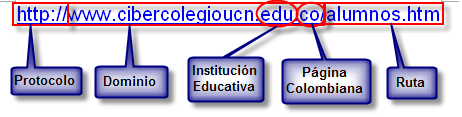 http://www.cibercolegioucn.edu.co/alumnos.htm
Protocolo
Dominio
Institución
Educativa
Página
Colombiana
Ruta